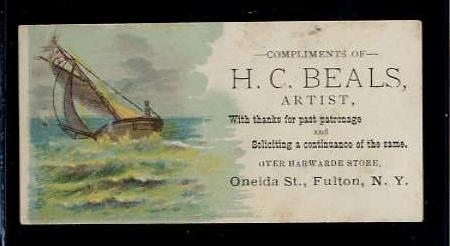 —COMPLIMENTS OF—
H. C. BEALS,
ARTIST,
With thanks for past patronage
and
Soliciting a continuance of the same.
OVER HARWARDE STORE,
Oneida St., Fulton, N. Y.